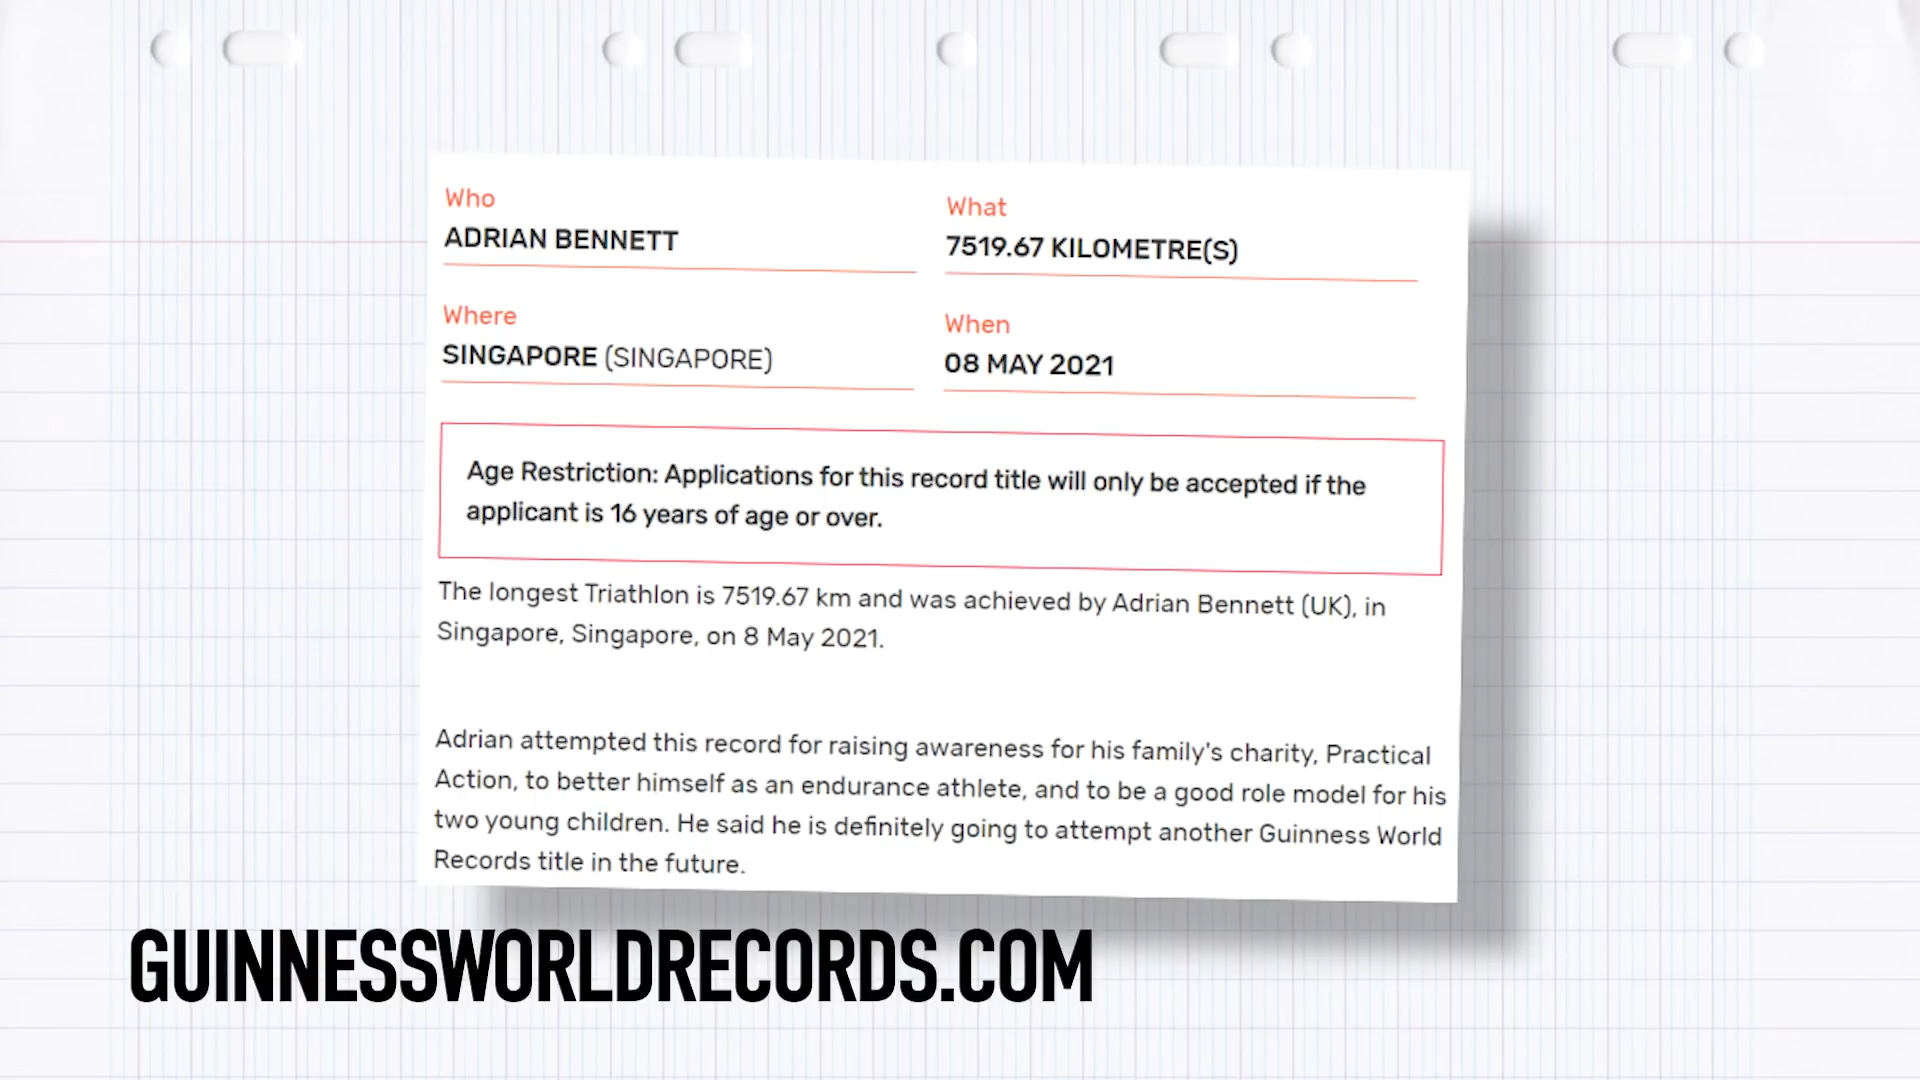 Who
ADRIAN BENNETT
What
7519.67 KILOMETRE(S)
Where
SINGAPORE (SINGAPORE)
When
08 MAY 2021
Age Restriction: Applications for this record title will only be accepted if the
applicant is 16 years of age or over.
The longest Triathlon is 7519.67 km and was achieved by Adrian Bennett (UK), in
Singapore, Singapore, on 8 May 2021.
Adrian attempted this record for raising awareness for his family's charity, Practical
Action, to better himself as an endurance athlete, and to be a good role model for his
two young children. He said he is definitely going to attempt another Guinness World
Records title in the future.
GUINNESSWORLDRECORDS.COM